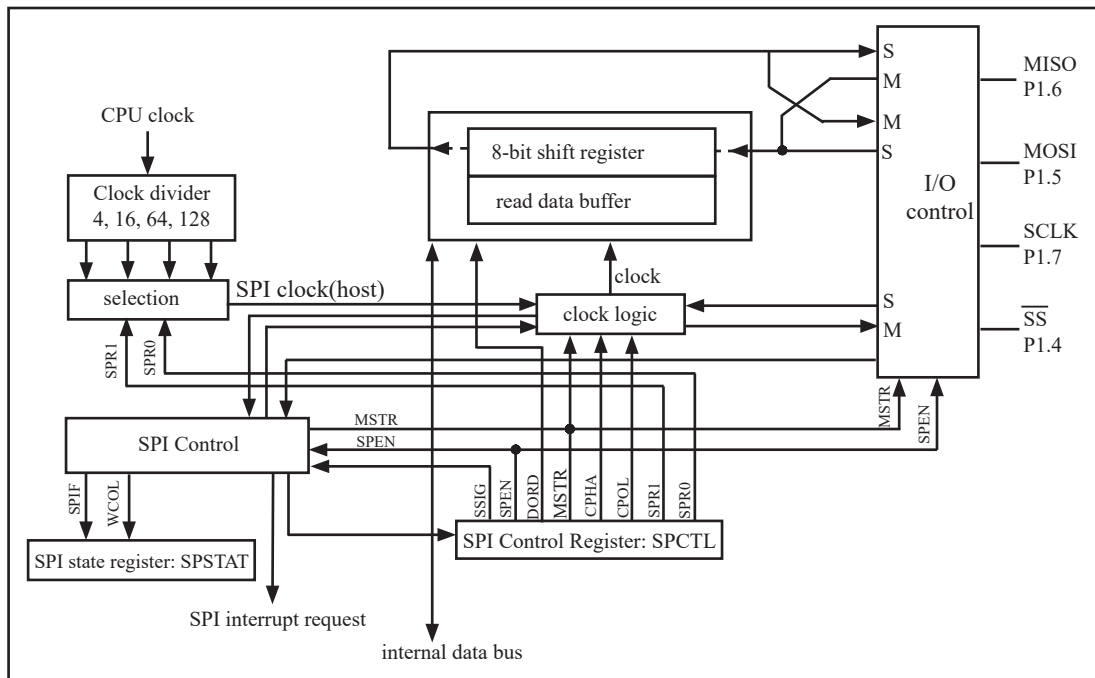 S
MISO
P1.6
M
CPU clock
M
8-bit shift register
S
MOSI
P1.5
Clock divider
4, 16, 64, 128
read data buffer
I/O
control
SCLK
P1.7
clock
selection
SPI clock(host)
clock logic
S
M
SS
P1.4
SPR1
SPR0
MSTR
SPEN
SPI Control
MSTR
SPEN
SPIF
WCOL
SSIG
SPEN
DORD
MSTR
CPHA
CPOL
SPR1
SPR0
SPI state register: SPSTAT
SPI Control Register: SPCTL
SPI interrupt request
internal data bus